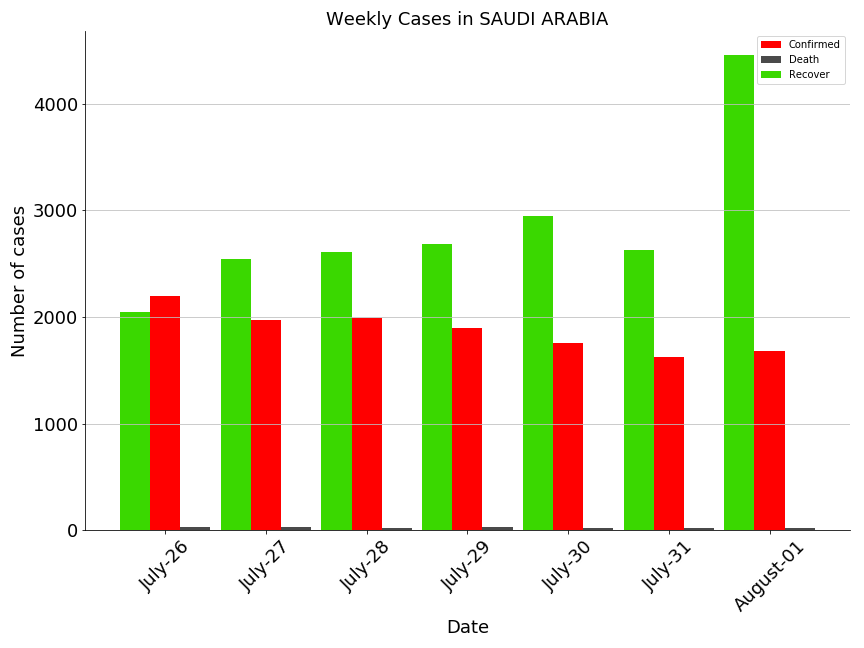 Weekly Cases in SAUDI ARABIA
Confirmed
Death
Recover
Number of cases
4000
3000
2000
1000
0
July-26
July-27
July-28
July-29
July-30
July-31
August-01
Date